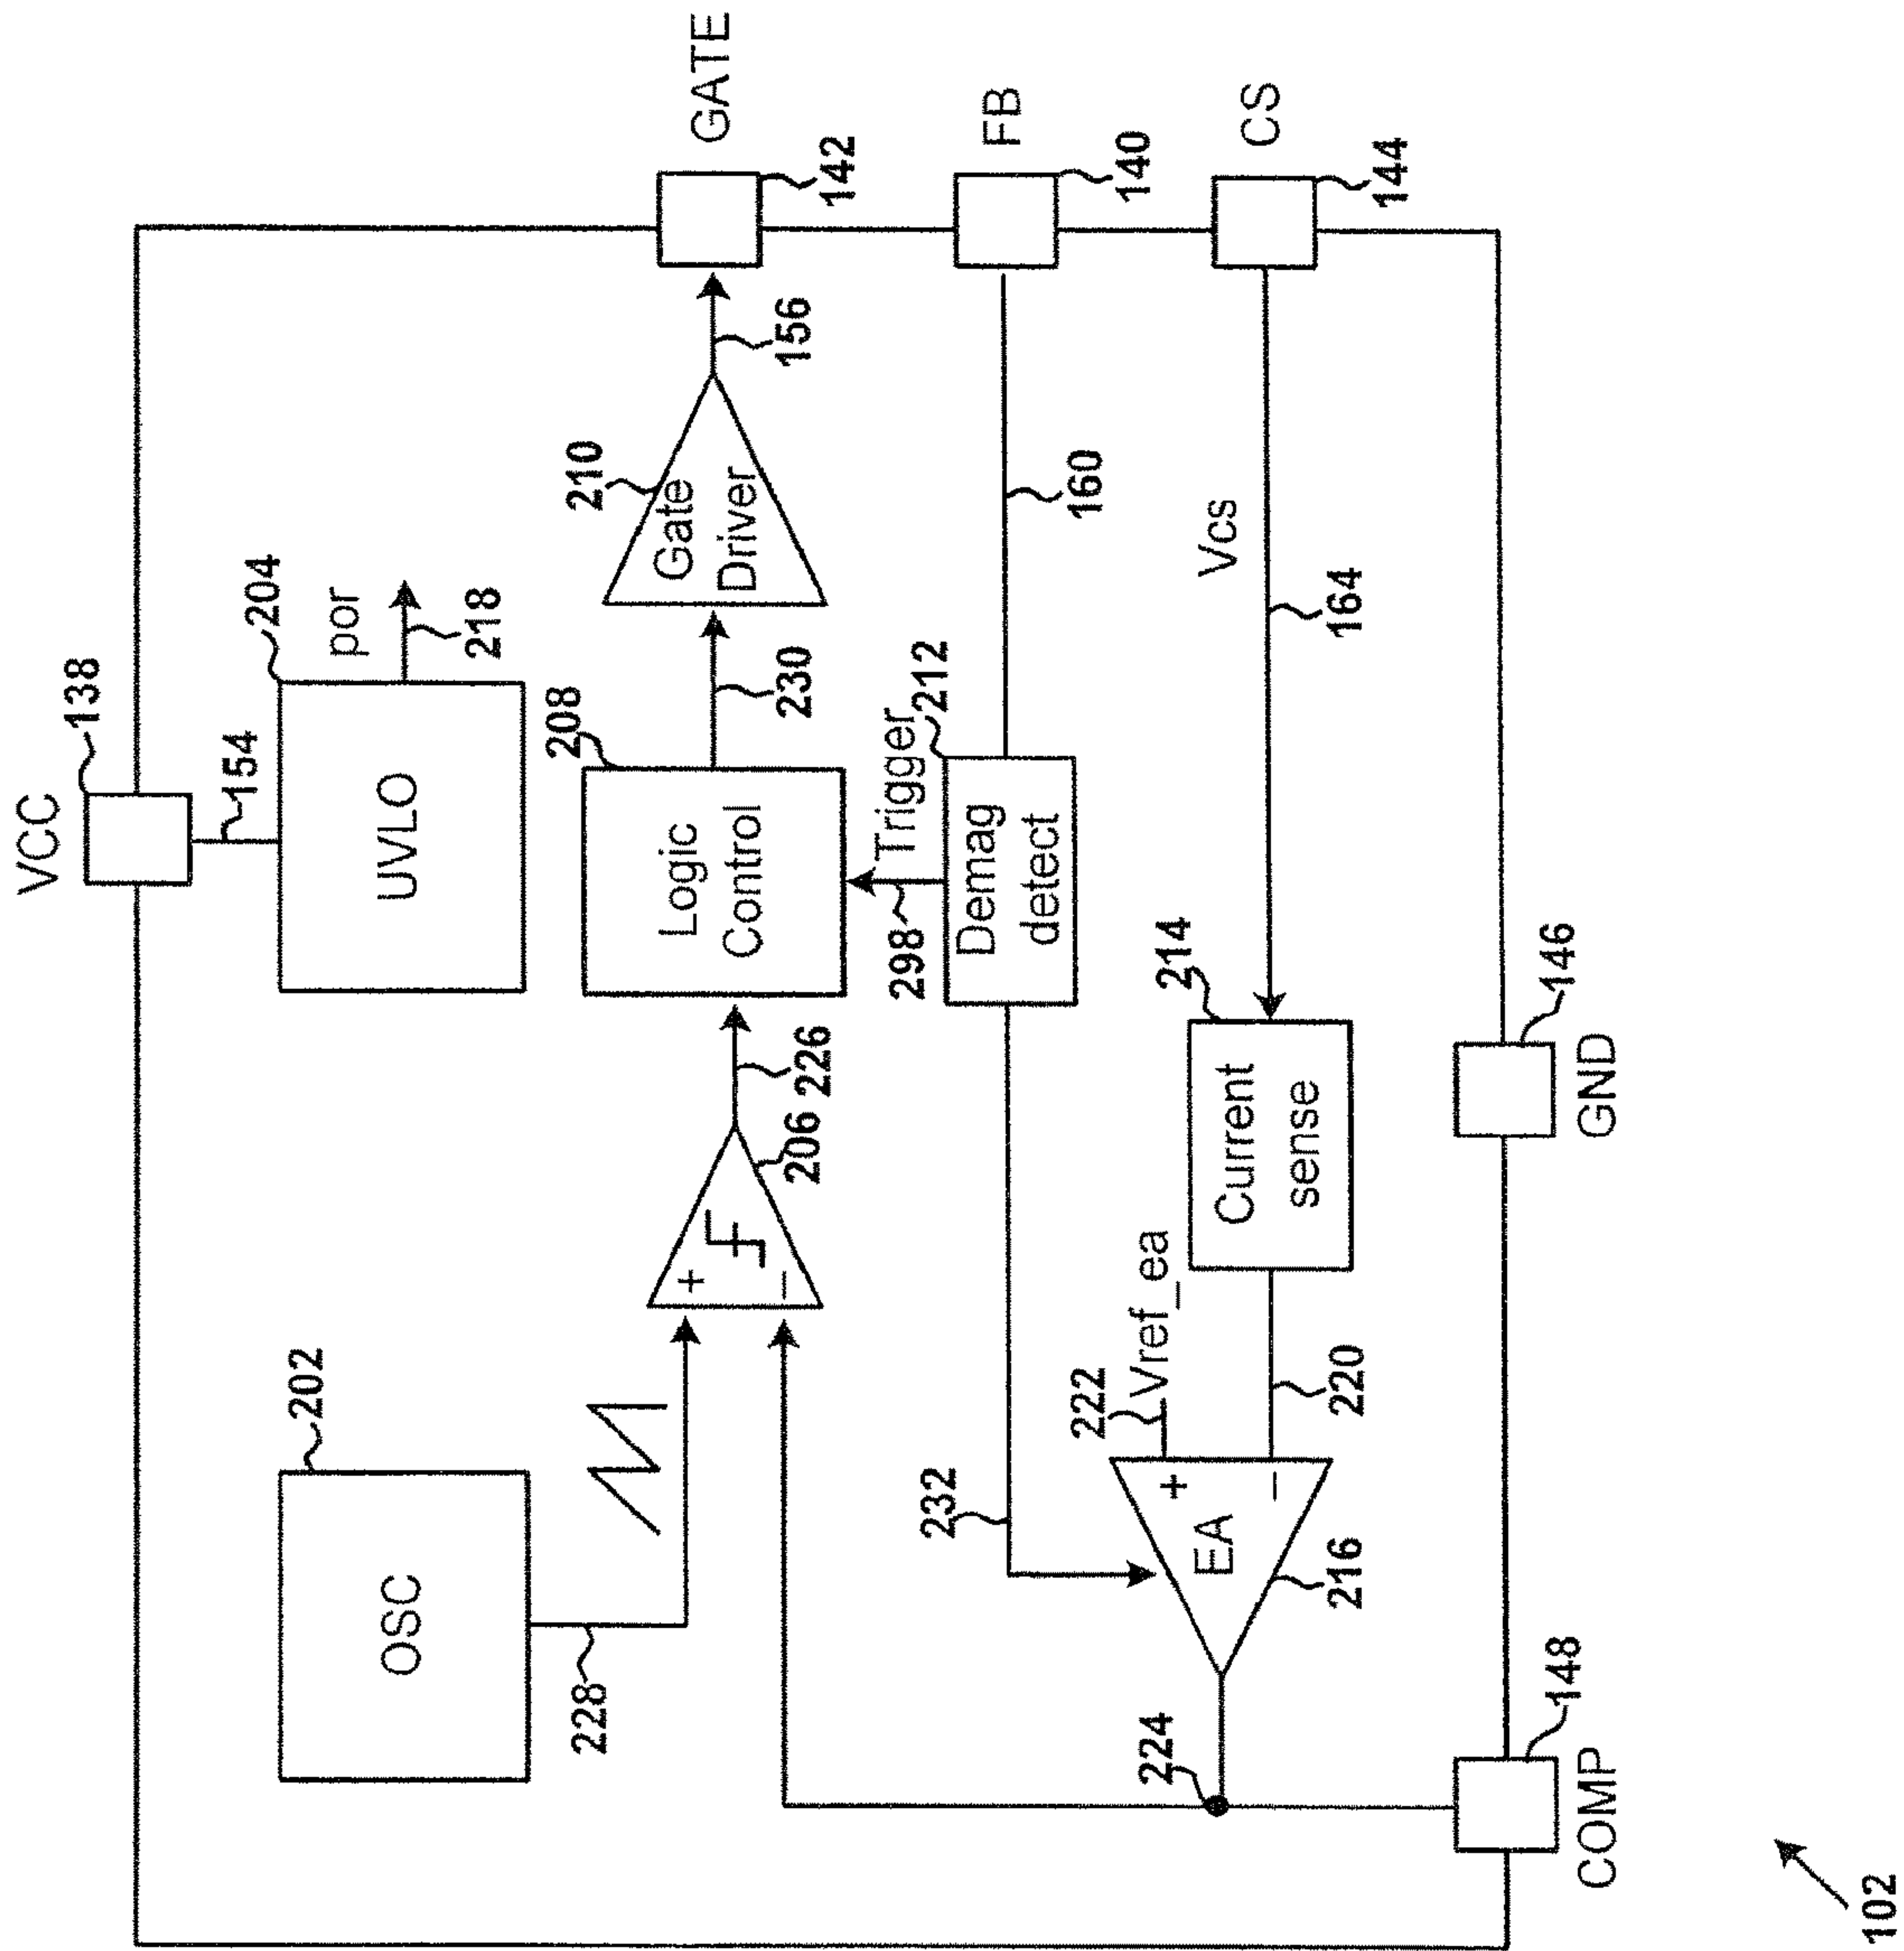 VCC
138
154
204
UVLO
por
218
OSC
202
228
+
−
206
226
208
Logic
Control
230
210
Gate
Driver
156
GATE
142
298
Trigger
212
Demag
detect
160
FB
140
232
222
Vref_ea
+
−
EA
216
220
214
Current
sense
Vcs
164
CS
144
224
COMP
148
GND
146
102